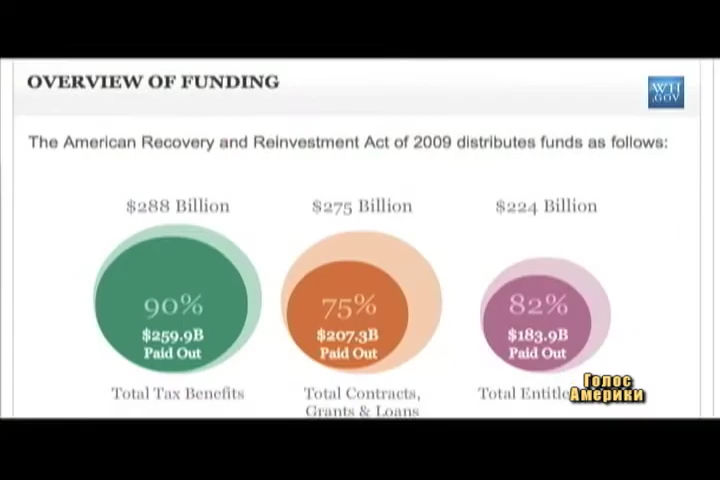 OVERVIEW OF FUNDING
WH
.GOV
The American Recovery and Reinvestment Act of 2009 distributes funds as follows:
$288 Billion
$275 Billion
$224 Billion
90%
$259.9B
Paid Out
75%
$207.3B
Paid Out
82%
$183.9B
Paid Out
Total Tax Benefits
Total Contracts,
Grants & Loans
Total
Голос
Америки